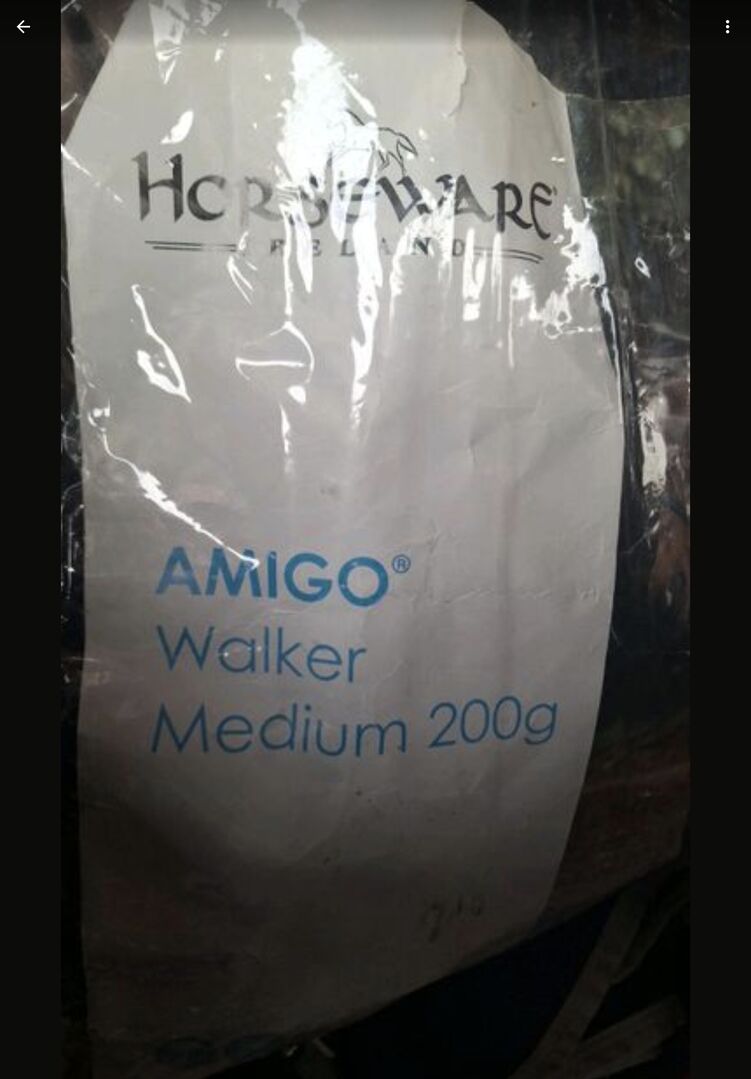 HORSEWARE
IRELAND
AMIGO®
Walker
Medium 200g